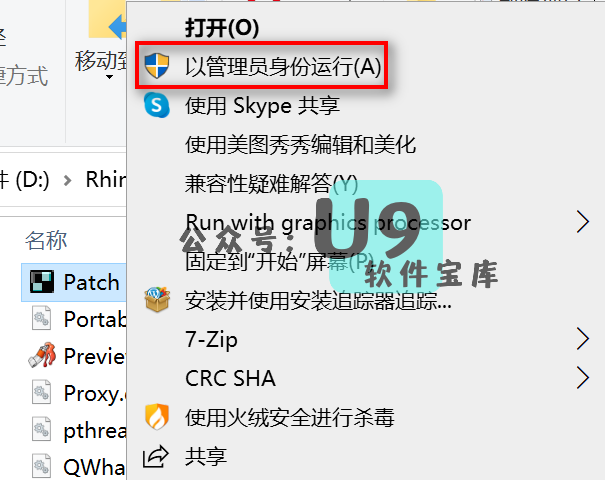 打开(O)
移动到
以管理员身份运行(A)
捷方式
使用 Skype 共享
使用美图秀秀编辑和美化
(D:) › Rhin
兼容性疑难解答(Y)
Run with graphics processor
公众号：U9
名称
固定到"开始"屏幕(P)
软件宝库
Patch
安装并使用安装追踪器追踪...
Portab
7-Zip
Preview
CRC SHA
Proxy.
使用火绒安全进行杀毒
pthrea
共享
QWha